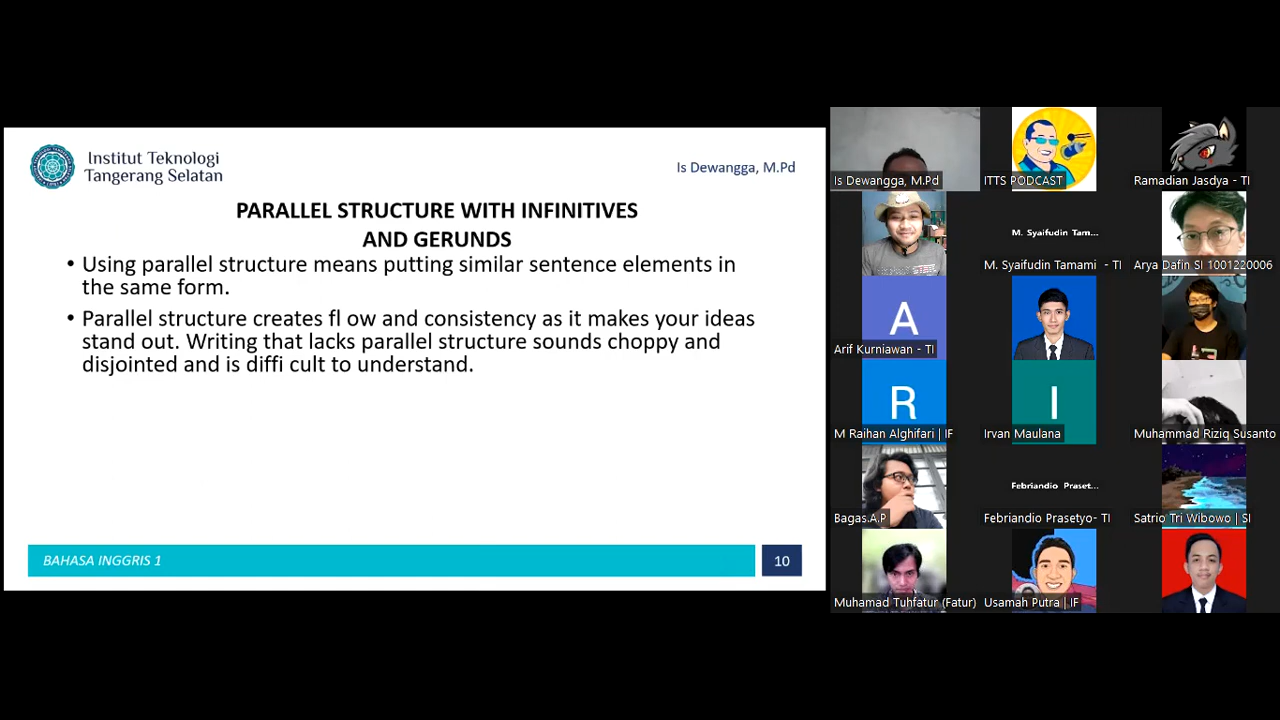 Institut Teknologi
Tangerang Selatan
Is Dewangga, M.Pd
PARALLEL STRUCTURE WITH INFINITIVES
AND GERUNDS
• Using parallel structure means putting similar sentence elements in
the same form.
• Parallel structure creates fl ow and consistency as it makes your ideas
stand out. Writing that lacks parallel structure sounds choppy and
disjointed and is diffi cult to understand.
BAHASA INGGRIS 1
10
Is Dewangga, M.Pd
ITTS PODCAST
Ramadian Jasdya - TI
M. Syaifudin Tam...
M. Syaifudin Tamami - TI
Arya Dafin SI 1001220006
A
Arif Kurniawan - TI
R
M Raihan Alghifari | IF
I
Irvan Maulana
Muhammad Riziq Susanto
Bagas.A.P
Febriandio Praset...
Febriandio Prasetyo- TI
Satrio Tri Wibowo | SI
Muhamad Tuhfatur (Fatur)
Usamah Putra | IF